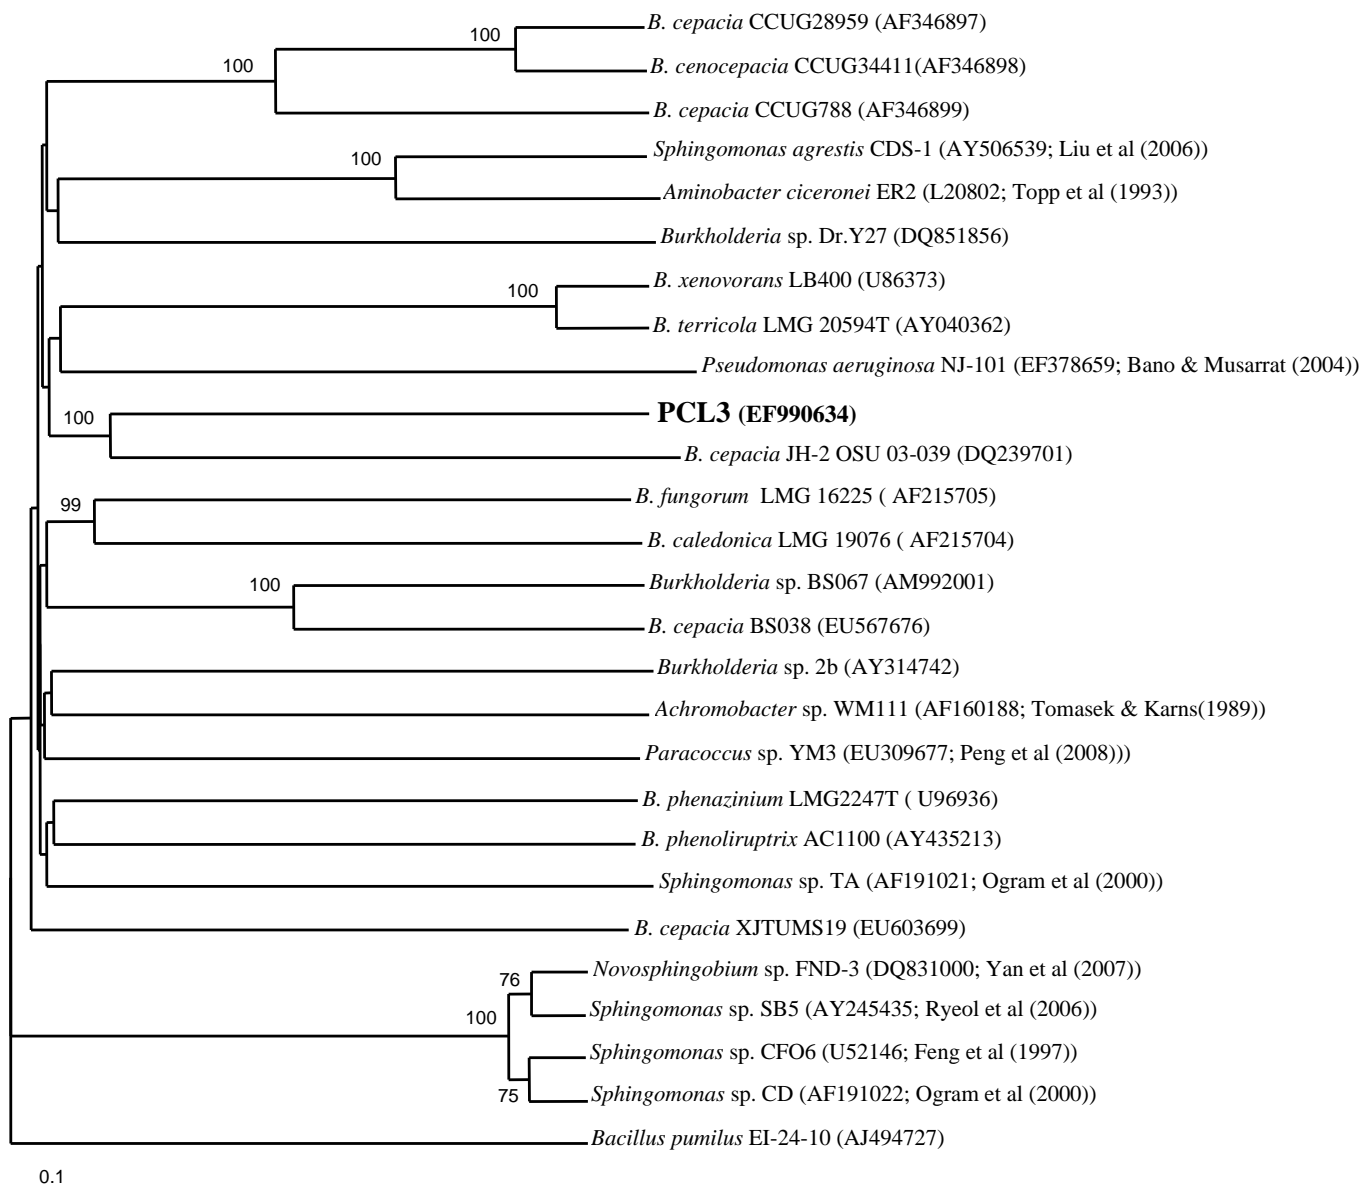 B. cepacia CCUG28959 (AF346897)
100
100
B. cenocepacia CCUG34411(AF346898)
B. cepacia CCUG788 (AF346899)
Sphingomonas agrestis CDS-1 (AY506539; Liu et al (2006))
100
Aminobacter ciceronei ER2 (L20802; Topp et al (1993))
Burkholderia sp. Dr.Y27 (DQ851856)
B. xenovorans LB400 (U86373)
100
B. terricola LMG 20594T (AY040362)
Pseudomonas aeruginosa NJ-101 (EF378659; Bano & Musarrat (2004))
PCL3 (EF990634)
100
B. cepacia JH-2 OSU 03-039 (DQ239701)
B. fungorum LMG 16225 ( AF215705)
99
B. caledonica LMG 19076 ( AF215704)
Burkholderia sp. BS067 (AM992001)
100
B. cepacia BS038 (EU567676)
Burkholderia sp. 2b (AY314742)
Achromobacter sp. WM111 (AF160188; Tomasek & Karns(1989))
Paracoccus sp. YM3 (EU309677; Peng et al (2008)))
B. phenazinium LMG2247T ( U96936)
B. phenoliruptrix AC1100 (AY435213)
Sphingomonas sp. TA (AF191021; Ogram et al (2000))
B. cepacia XJTUMS19 (EU603699)
Novosphingobium sp. FND-3 (DQ831000; Yan et al (2007))
76
Sphingomonas sp. SB5 (AY245435; Ryeol et al (2006))
100
Sphingomonas sp. CFO6 (U52146; Feng et al (1997))
75
Sphingomonas sp. CD (AF191022; Ogram et al (2000))
Bacillus pumilus EI-24-10 (AJ494727)
0.1